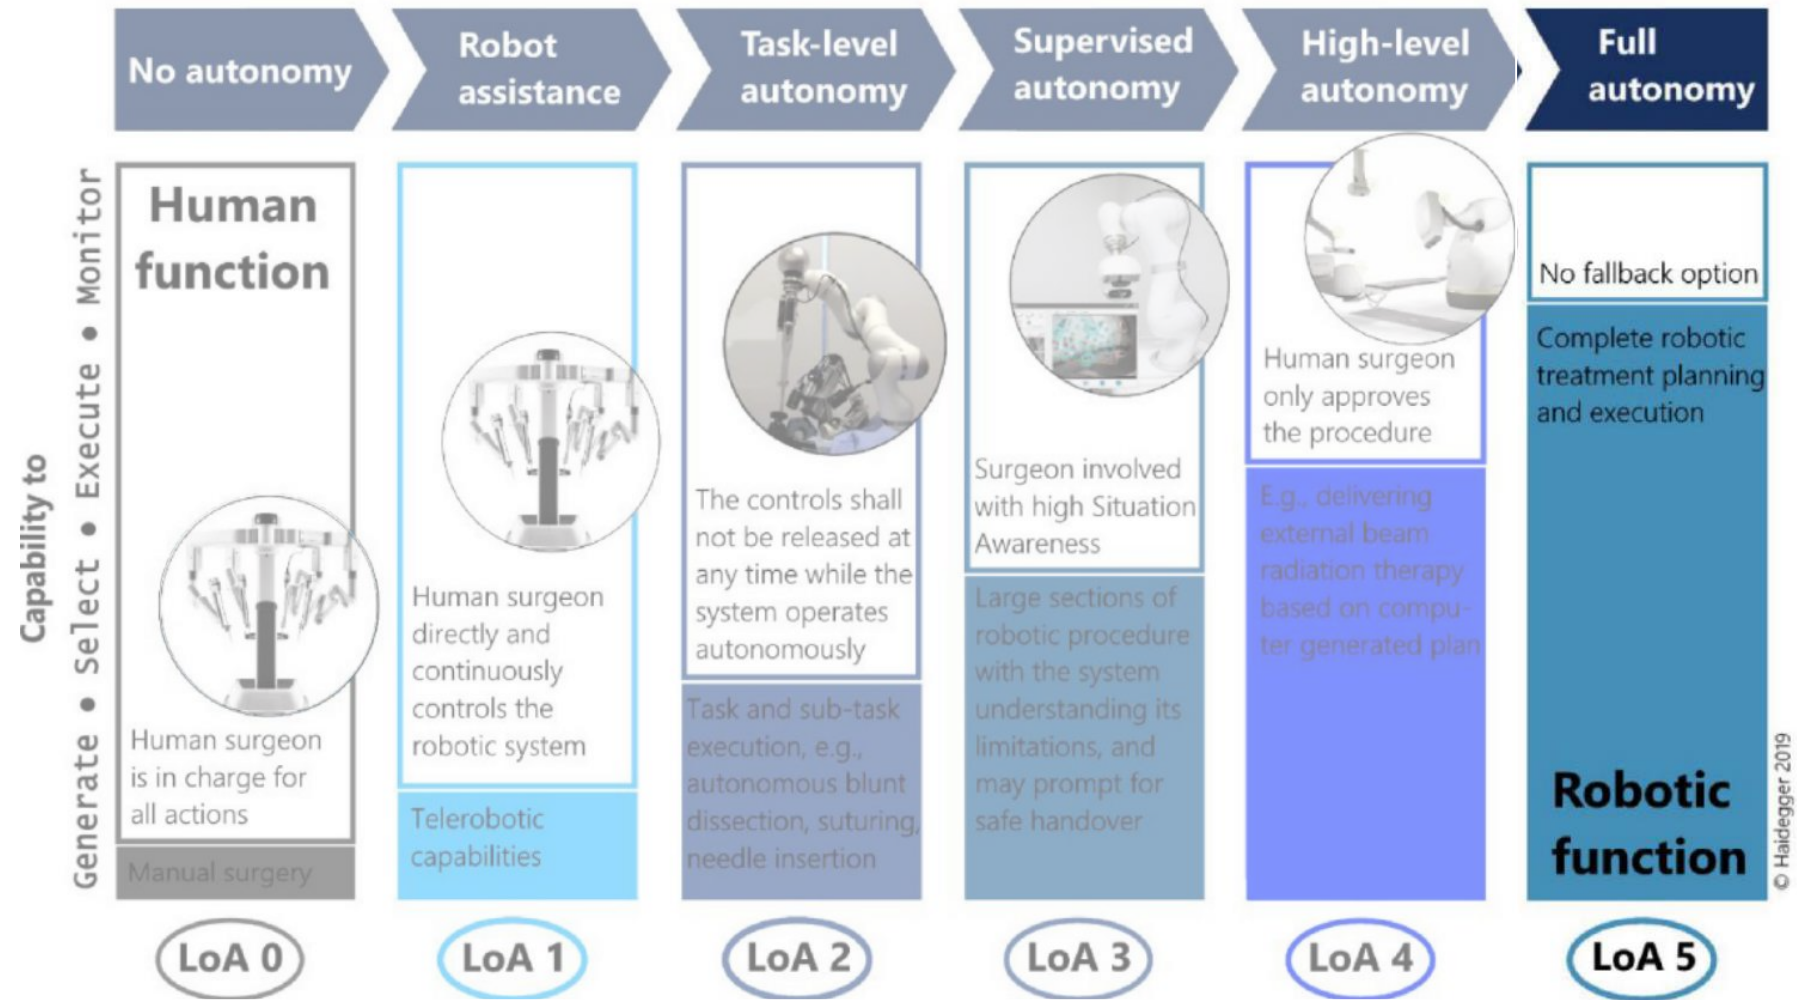 No autonomy
Robot
assistance
Task-level
autonomy
Supervised
autonomy
High-level
autonomy
Full
autonomy
Capability to
Generate • Select • Execute • Monitor
Human
function
Human surgeon
is in charge for
all actions
Manual surgery
LoA 0
Human surgeon
directly and
continuously
controls the
robotic system
Telerobotic
capabilities
LoA 1
The controls shall
not be released at
any time while the
system operates
autonomously
Task and sub-task
execution, e.g.,
autonomous blunt
dissection, suturing,
needle insertion
LoA 2
Surgeon involved
with high Situation
Awareness
Large sections of
robotic procedure
with the system
understanding its
limitations, and
may prompt for
safe handover
LoA 3
Human surgeon
only approves
the procedure
E.g., delivering
external beam
radiation therapy
based on compu-
ter generated plan
LoA 4
No fallback option
Complete robotic
treatment planning
and execution
Robotic
function
LoA 5
© Haidegger 2019